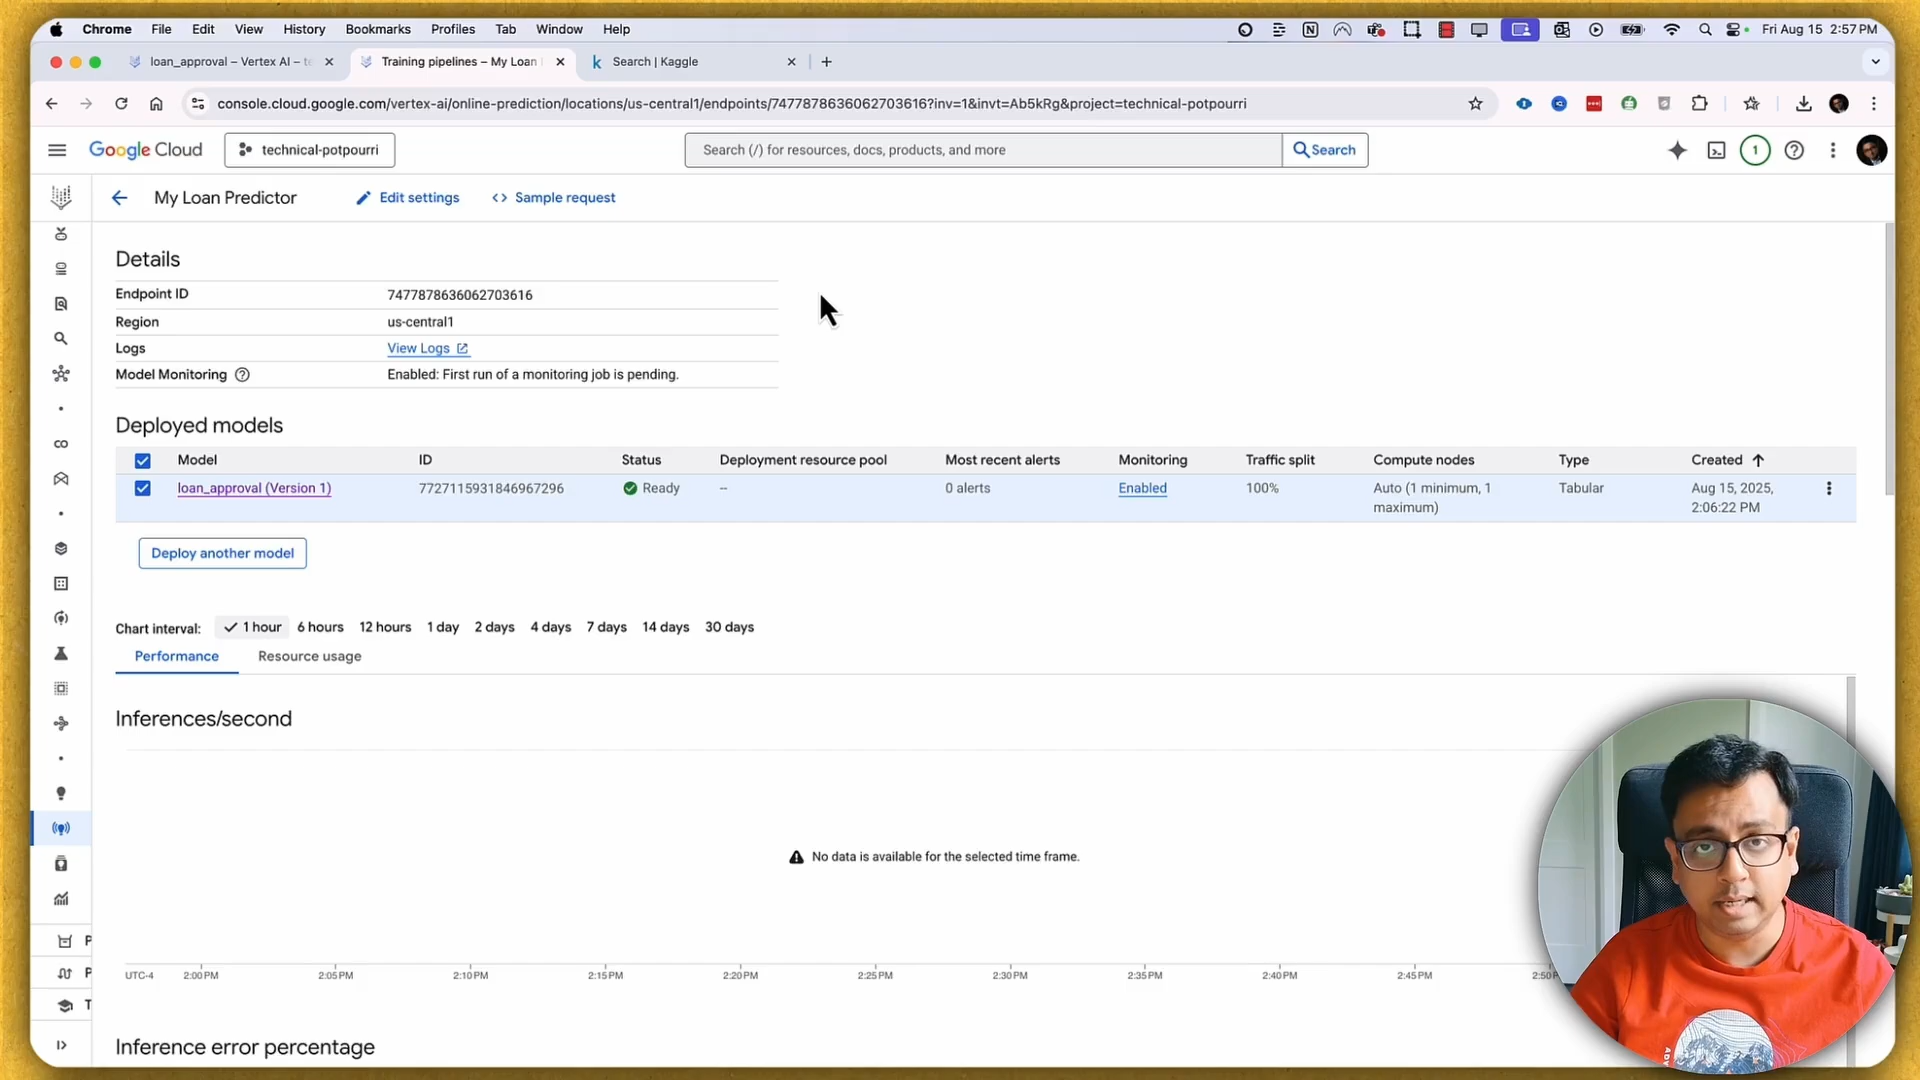 Chrome File Edit View History Bookmarks Profiles Tab Window Help Fri Aug 15 2:57 PM
loan_approval – Vertex AI – te Training pipelines – My Loan Search | Kaggle
console.cloud.google.com/vertex-ai/online-prediction/locations/us-central1/endpoints/7477878636062703616?inv=1&invt=Ab5kRg&project=technical-potpourri
Google Cloud technical-potpourri Search (/) for resources, docs, products, and more Search 1
My Loan Predictor Edit settings Sample request
Details
Endpoint ID 7477878636062703616
Region us-central1
Logs View Logs
Model Monitoring Enabled: First run of a monitoring job is pending.
Deployed models
Model ID Status Deployment resource pool Most recent alerts Monitoring Traffic split Compute nodes Type Created
loan_approval (Version 1) 7727115931846967296 Ready -- 0 alerts Enabled 100% Auto (1 minimum, 1 Tabular Aug 15, 2025,
maximum) 2:06:22 PM
Deploy another model
Chart interval: 1 hour 6 hours 12 hours 1 day 2 days 4 days 7 days 14 days 30 days
Performance Resource usage
Inferences/second
No data is available for the selected time frame.
P
UTC-4 2:00 PM 2:05 PM 2:10 PM 2:15 PM 2:20 PM 2:25 PM 2:30 PM 2:35 PM 2:40 PM 2:45 PM 2:50 P
P
T
Inference error percentage